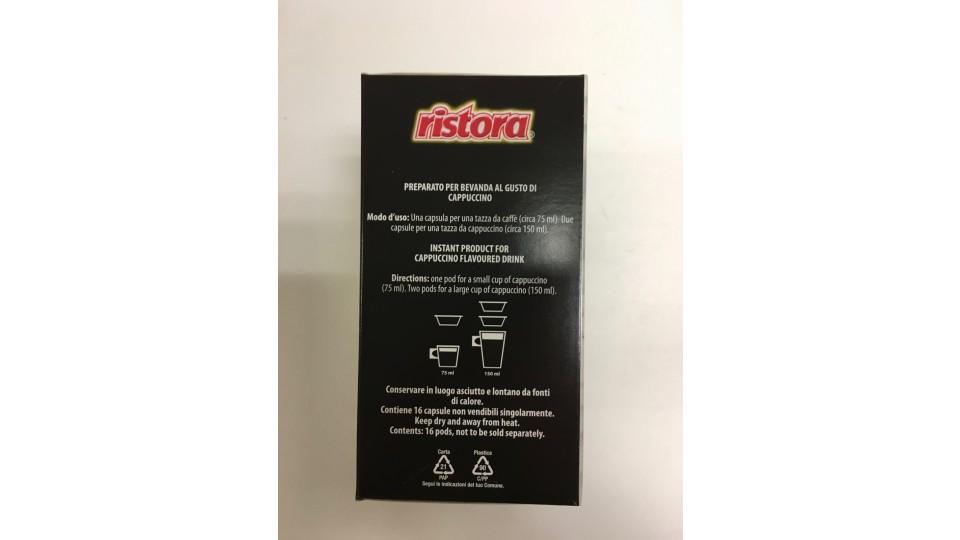 ristora
PREPARATO PER BEVANDA AL GUSTO DI
CAPPUCCINO
Modo d'uso: Una capsula per una tazza da caffè (circa 75 ml). Due
capsule per una tazza da cappuccino (circa 150 ml).
INSTANT PRODUCT FOR
CAPPUCCINO FLAVOURED DRINK
Directions: one pod for a small cup of cappuccino
(75 ml). Two pods for a large cup of cappuccino (150 ml).
75 ml 150 ml
Conservare in luogo asciutto e lontano da fonti
di calore.
Contiene 16 capsule non vendibili singolarmente.
Keep dry and away from heat.
Contents: 16 pods, not to be sold separately.
Carta Plastica
21 90
PAP C/PP
Segui le indicazioni del tuo Comune.